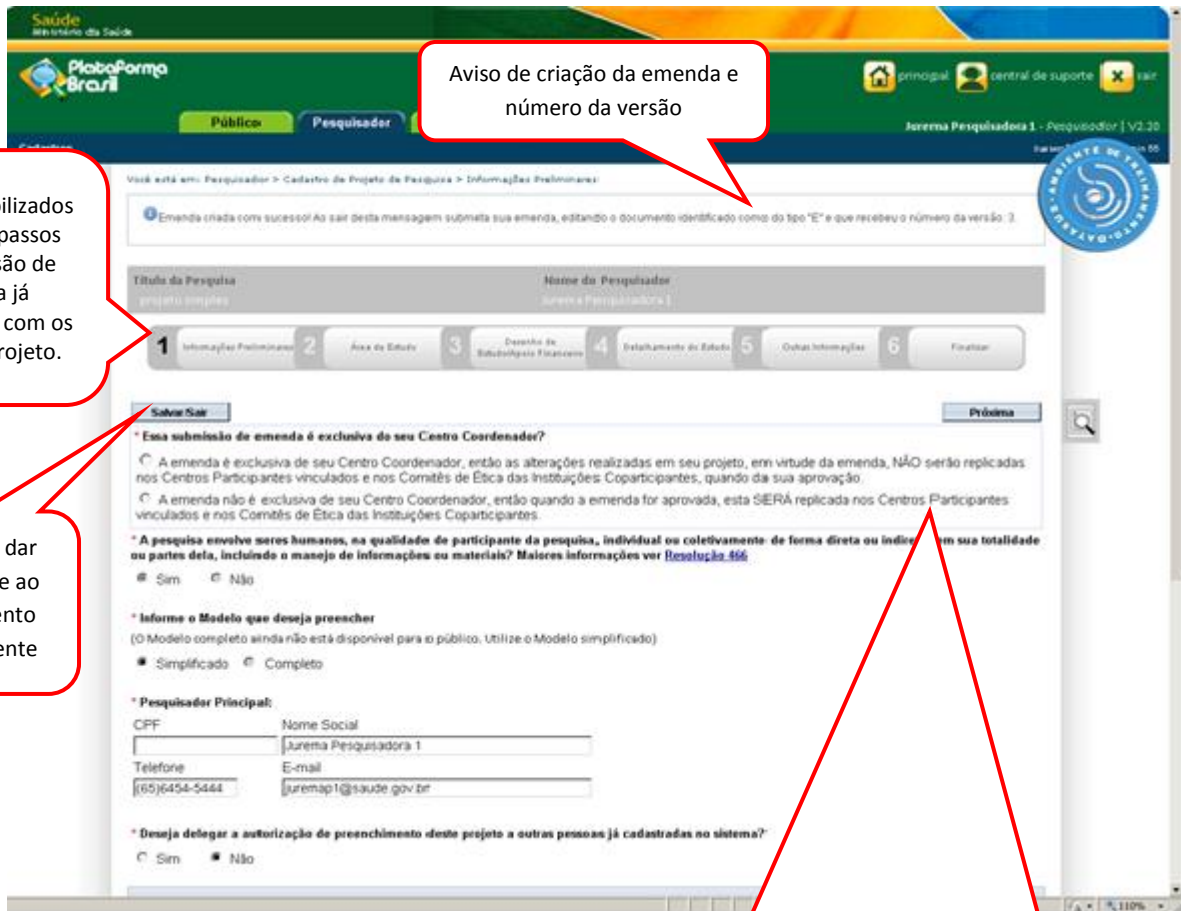 Saúde
Ministério da Saúde
Plataforma
Brasil
principal
central de suporte
sair
Público
Pesquisador
Jurema Pesquisadora 1 - Pesquisador | V2.20
Cadastros
Aviso de criação da emenda e
número da versão
AMBIENTE DE TREINAMENTO - DATASUS
Você está em: Pesquisador > Cadastro de Projeto de Pesquisa > Informações Preliminares
Emenda criada com sucesso! Ao sair desta mensagem submeta sua emenda, editando o documento identificado como do tipo "E" e que recebeu o número da versão: 3.
ilizados
passos
são de
a já
com os
rojeto.
Título da Pesquisa
Nome do Pesquisador
projeto simples
Jurema Pesquisadora 1
1 Informações Preliminares
2 Área de Estudo
3 Desenho de Estudo/Apoio Financeiro
4 Detalhamento do Estudo
5 Outras Informações
6 Finalizar
Salvar/Sair
Próxima
* Essa submissão de emenda é exclusiva do seu Centro Coordenador?
A emenda é exclusiva de seu Centro Coordenador, então as alterações realizadas em seu projeto, em virtude da emenda, NÃO serão replicadas
nos Centros Participantes vinculados e nos Comitês de Ética das Instituições Coparticipantes, quando da sua aprovação.
A emenda não é exclusiva de seu Centro Coordenador, então quando a emenda for aprovada, esta SERÁ replicada nos Centros Participantes
vinculados e nos Comitês de Ética das Instituições Coparticipantes.
dar
e ao
ento
ente
* A pesquisa envolve seres humanos, na qualidade de participante da pesquisa, individual ou coletivamente de forma direta ou em sua totalidade
ou partes dela, incluindo o manejo de informações ou materiais? Maiores informações ver Resolução 466
Sim Não
* Informe o Modelo que deseja preencher
(O Modelo completo ainda não está disponível para o público. Utilize o Modelo simplificado)
Simplificado Completo
* Pesquisador Principal:
CPF Nome Social
Jurema Pesquisadora 1
Telefone E-mail
(65)6454-5444 juremap1@saude.gov.br
* Deseja delegar a autorização de preenchimento deste projeto a outras pessoas já cadastradas no sistema?
Sim Não
110%